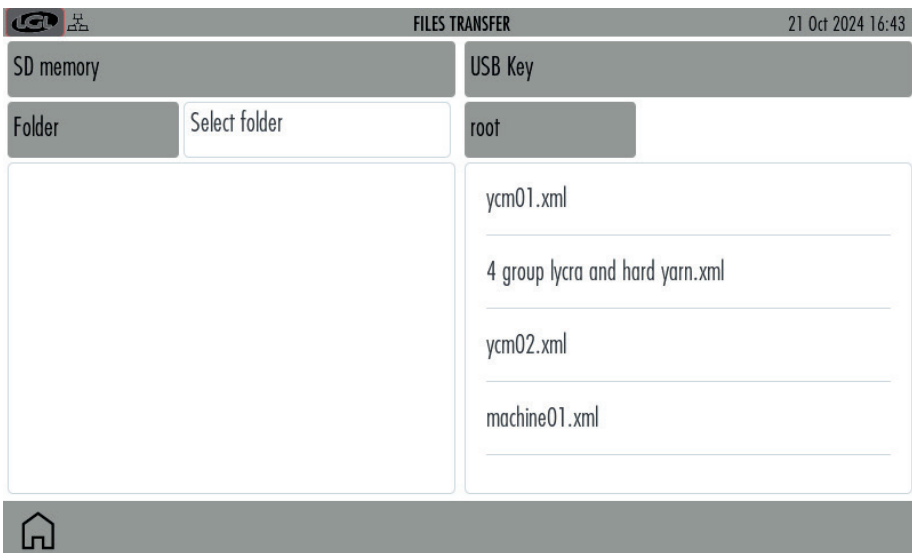 LGL
FILES TRANSFER
21 Oct 2024 16:43
SD memory
USB Key
Folder
Select folder
root
ycm01.xml
4 group lycra and hard yarn.xml
ycm02.xml
machine01.xml